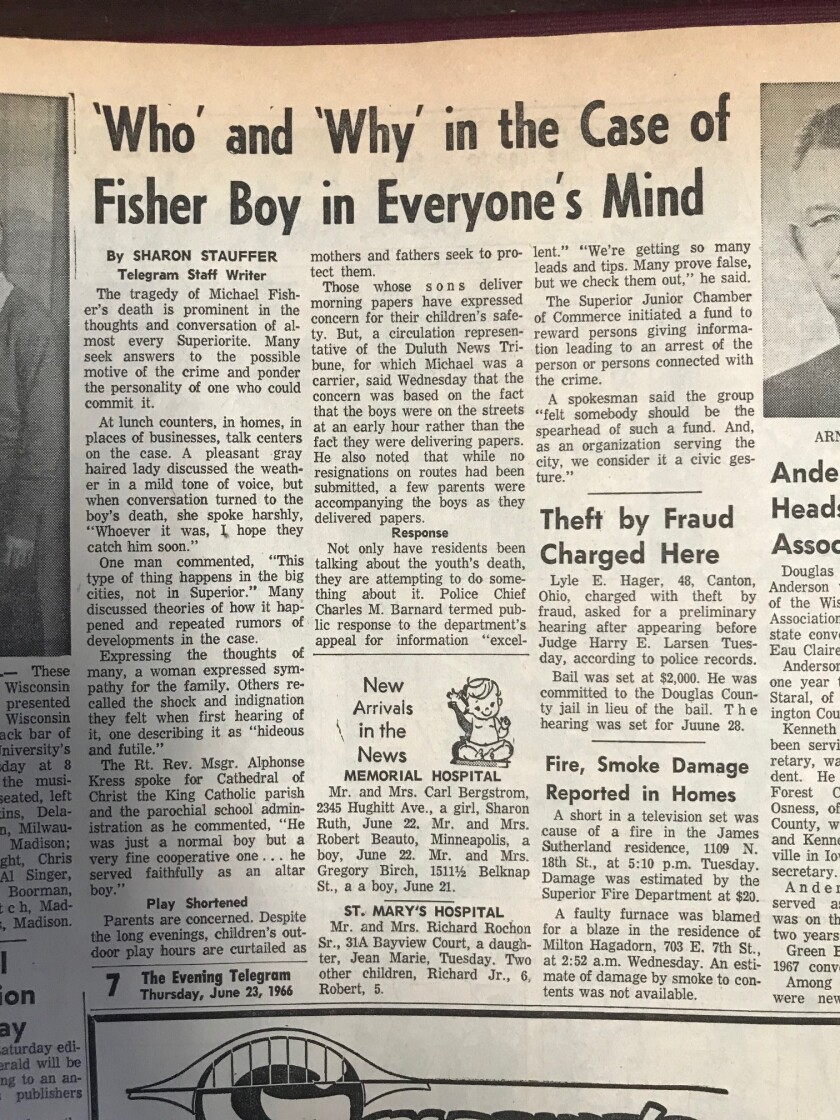 'Who' and 'Why' in the Case of
Fisher Boy in Everyone's Mind
By SHARON STAUFFER
Telegram Staff Writer
The tragedy of Michael Fish-
er's death is prominent in the
thoughts and conversation of al-
most every Superiorite. Many
seek answers to the possible
motive of the crime and ponder
the personality of one who could
commit it.
At lunch counters, in homes, in
places of businesses, talk centers
on the case. A pleasant gray
haired lady discussed the weath-
er in a mild tone of voice, but
when conversation turned to the
boy's death, she spoke harshly,
"Whoever it was, I hope they
catch him soon."
One man commented, "This
type of thing happens in the big
cities, not in Superior." Many
discussed theories of how it hap-
pened and repeated rumors of
developments in the case.
Expressing the thoughts of
many, a woman expressed sym-
pathy for the family. Others re-
called the shock and indignation
they felt when first hearing of
it, one describing it as "hideous
and futile."
The Rt. Rev. Msgr. Alphonse
Kress spoke for Cathedral of
Christ the King Catholic parish
and the parochial school admin-
istration as he commented, "He
was just a normal boy but a
very fine cooperative one... he
served faithfully as an altar
boy."
Play Shortened
Parents are concerned. Despite
the long evenings, children's out-
door play hours are curtailed as
mothers and fathers seek to pro-
tect them.
Those whose sons deliver
morning papers have expressed
concern for their children's safe-
ty. But, a circulation represen-
tative of the Duluth News Tri-
bune, for which Michael was a
carrier, said Wednesday that the
concern was based on the fact
that the boys were on the streets
at an early hour rather than the
fact they were delivering papers.
He also noted that while no
resignations on routes had been
submitted, a few parents were
accompanying the boys as they
delivered papers.
Response
Not only have residents been
talking about the youth's death,
they are attempting to do some-
thing about it. Police Chief
Charles M. Barnard termed pub-
lic response to the department's
appeal for information "excel-
lent." "We're getting so many
leads and tips. Many prove false,
but we check them out," he said.
The Superior Junior Chamber
of Commerce initiated a fund to
reward persons giving informa-
tion leading to an arrest of the
person or persons connected with
the crime.
A spokesman said the group
"felt somebody should be the
spearhead of such a fund. And,
as an organization serving the
city, we consider it a civic ges-
ture."
New
Arrivals
in the
News
MEMORIAL HOSPITAL
Mr. and Mrs. Carl Bergstrom,
2345 Hughitt Ave., a girl, Sharon
Ruth, June 22. Mr. and Mrs.
Robert Beauto, Minneapolis, a
boy, June 22. Mr. and Mrs.
Gregory Birch, 1511½ Belknap
St., a a boy, June 21.
ST. MARY'S HOSPITAL
Mr. and Mrs. Richard Rochon
Sr., 31A Bayview Court, a daugh-
ter, Jean Marie, Tuesday. Two
other children, Richard Jr., 6,
Robert, 5.
Theft by Fraud
Charged Here
Lyle E. Hager, 48, Canton,
Ohio, charged with theft by
fraud, asked for a preliminary
hearing after appearing before
Judge Harry E. Larsen Tues-
day, according to police records.
Bail was set at $2,000. He was
committed to the Douglas Coun-
ty jail in lieu of the bail. The
hearing was set for Juune 28.
Fire, Smoke Damage
Reported in Homes
A short in a television set was
cause of a fire in the James
Sutherland residence, 1109 N.
18th St., at 5:10 p.m. Tuesday.
Damage was estimated by the
Superior Fire Department at $20.
A faulty furnace was blamed
for a blaze in the residence of
Milton Hagadorn, 703 E. 7th St.,
at 2:52 a.m. Wednesday. An esti-
mate of damage by smoke to con-
tents was not available.
7 The Evening Telegram
Thursday, June 23, 1966
.— These
Wisconsin
presented
Wisconsin
ack bar of
niversity's
day at 8
the musi-
seated, left
ins, Dela-
n, Milwau-
Madison;
ght, Chris
Al Singer,
Boorman,
tch, Mad-
, Madison.
l
ion
ay
aturday edi-
erald will be
ng to an an-
publishers
ARN
Ande
Heads
Assoc
Douglas
Anderson
of the Wis
Association
state conv
Eau Claire
Anderson
one year t
Staral, of
ington Cou
Kenneth
been servi
retary, wa
dent. He
Forest C
Osness, of
County, w
and Kenne
ville in Io
secretary.
Ander
served as
was on th
two years
Green B
1967 conv
Among
were new